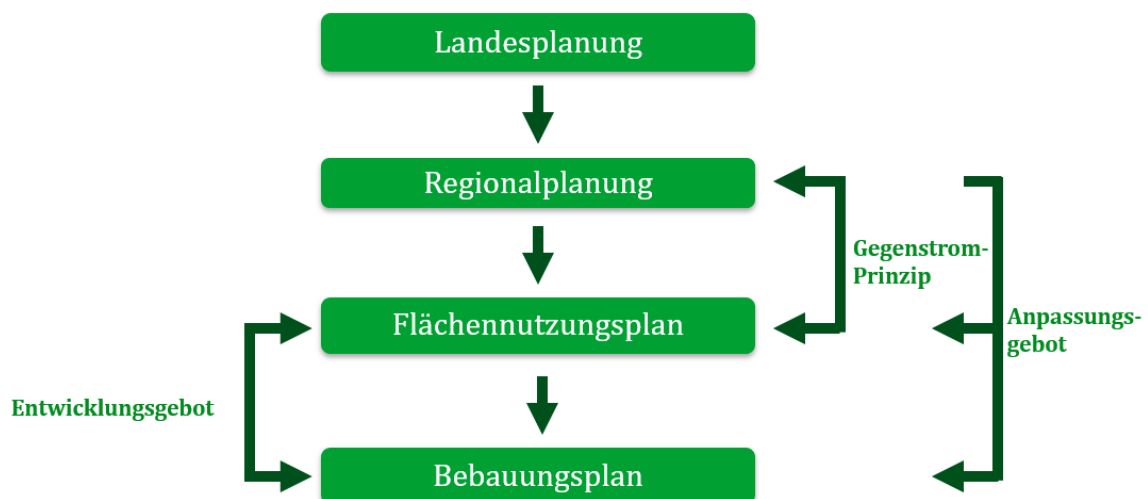 Landesplanung
Regionalplanung
Gegenstrom-
Prinzip
Flächennutzungsplan
Anpassungs-
gebot
Entwicklungsgebot
Bebauungsplan